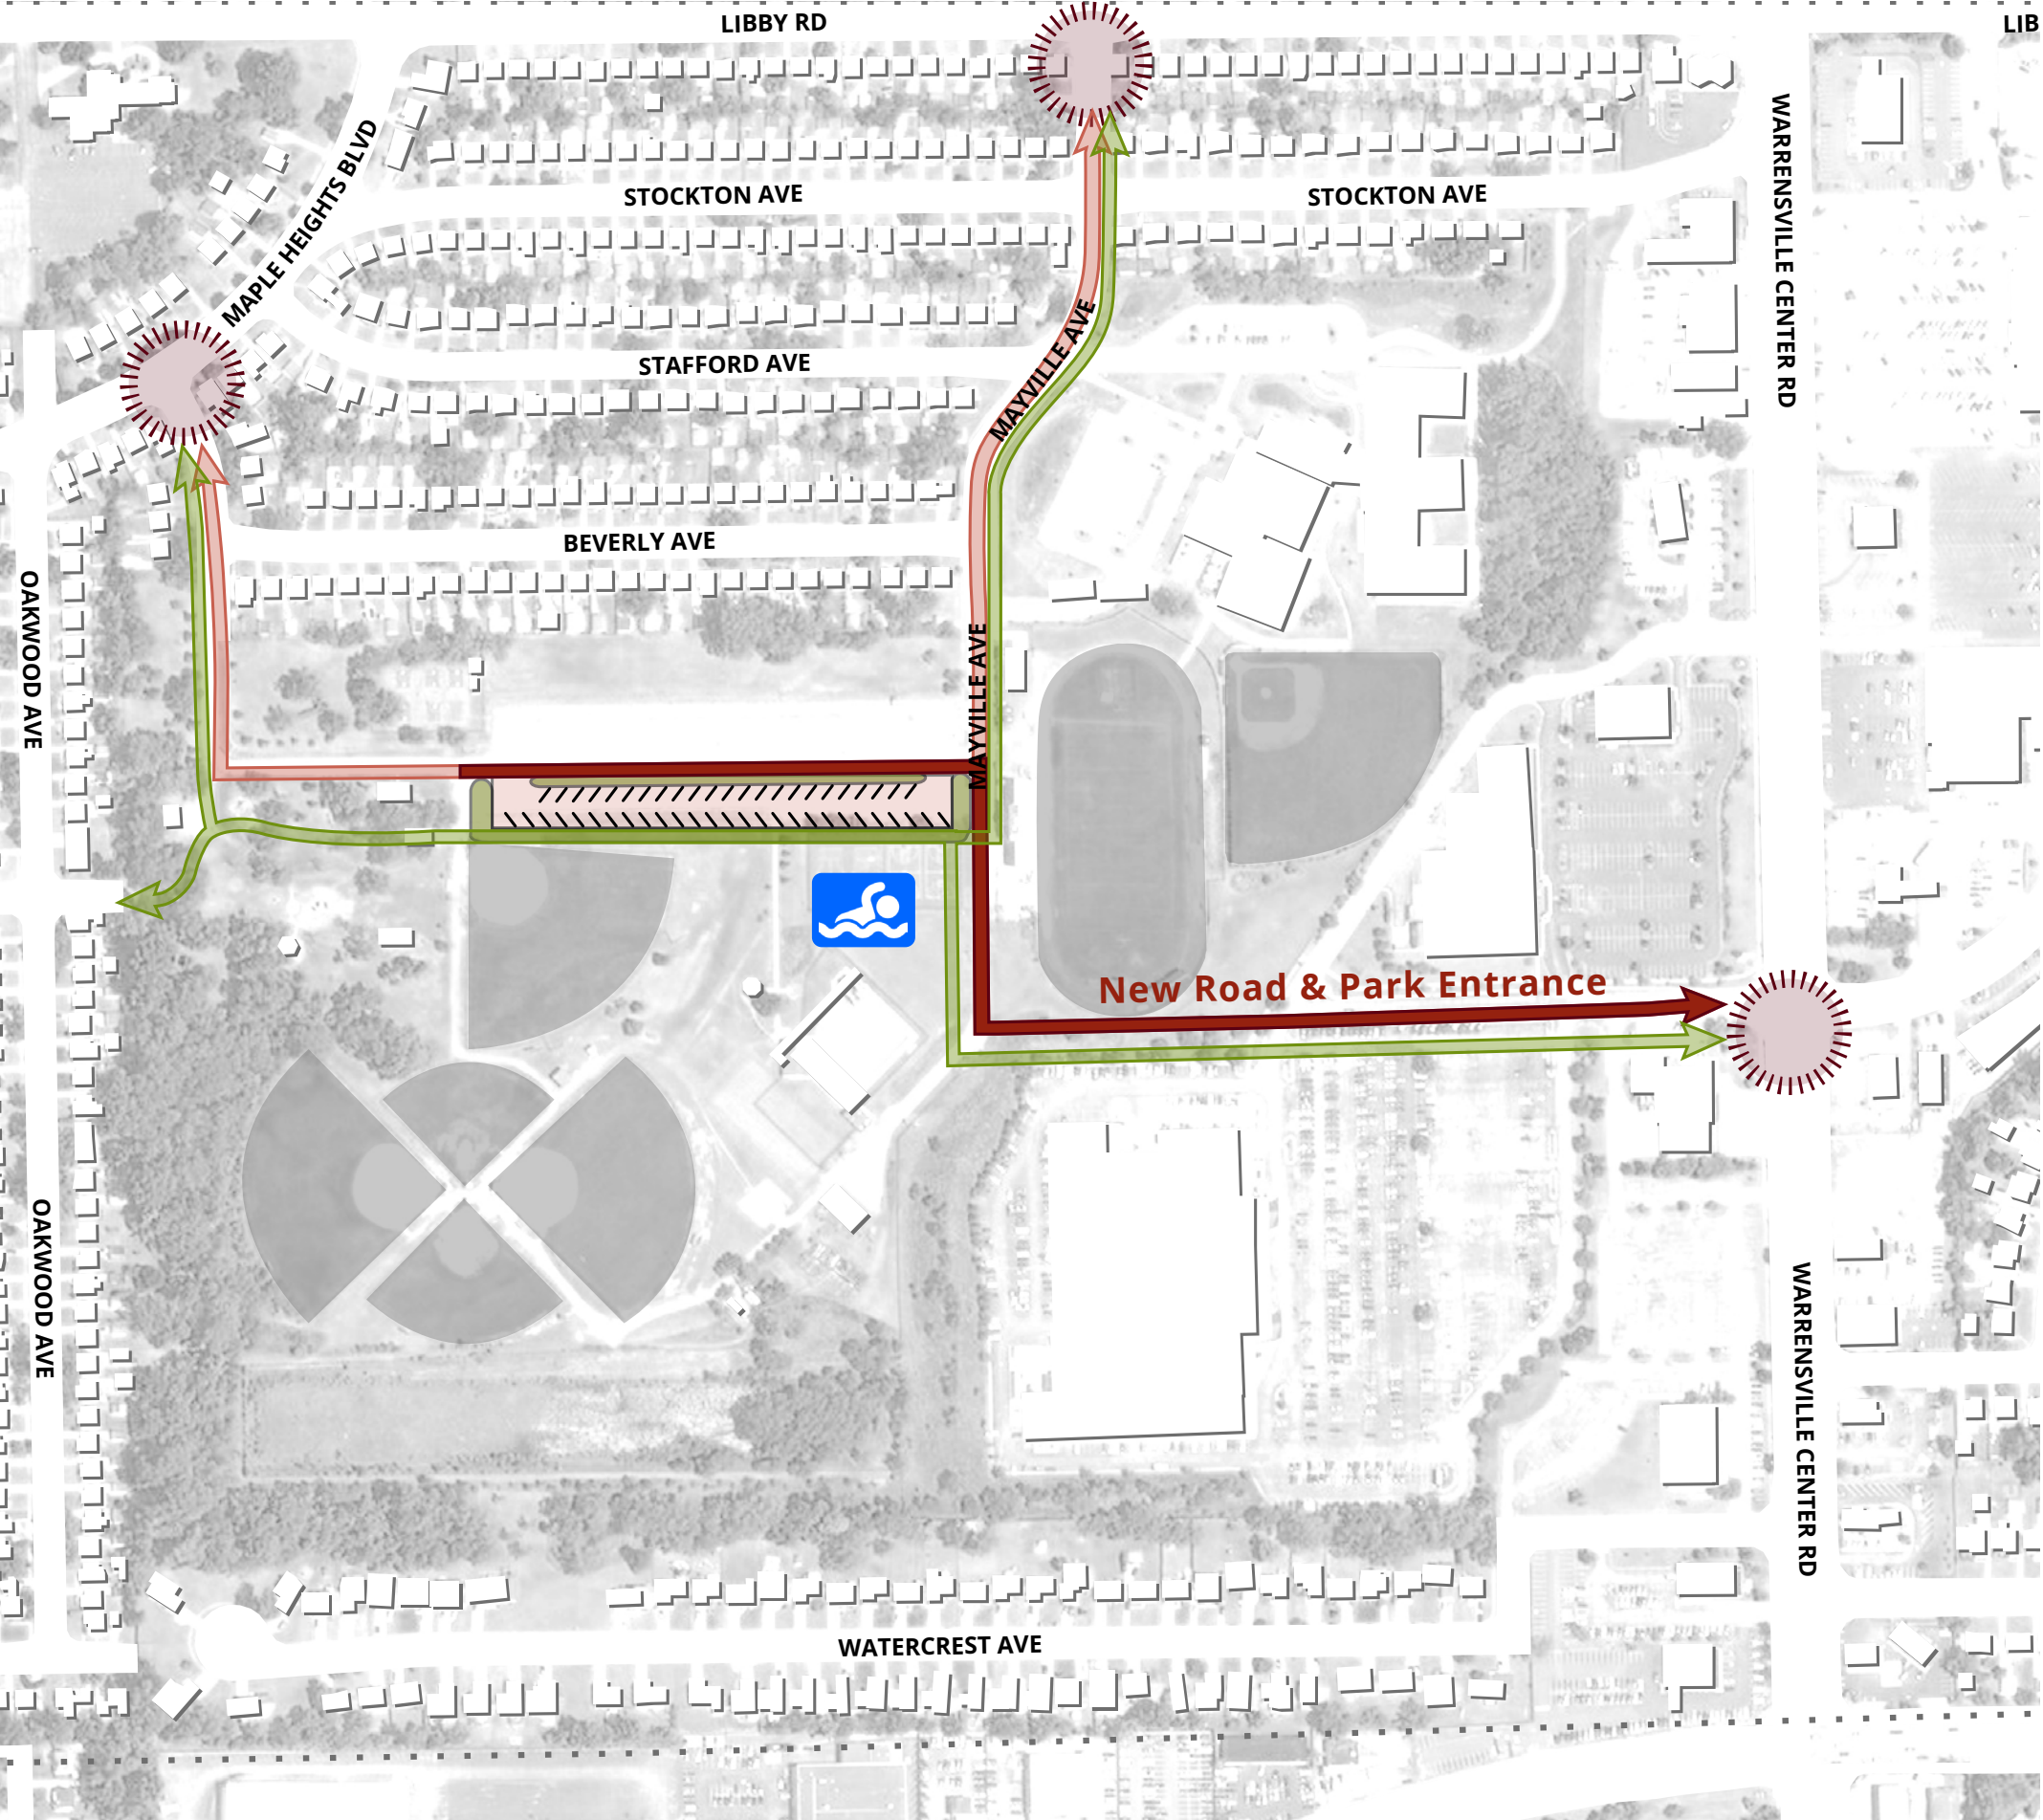 LIBBY RD
LIB
MAPLE HEIGHTS BLVD
STOCKTON AVE
STOCKTON AVE
WARRENSVILLE CENTER RD
STAFFORD AVE
MAYVILLE AVE
BEVERLY AVE
OAKWOOD AVE
MAYVILLE AVE
New Road & Park Entrance
OAKWOOD AVE
WARRENSVILLE CENTER RD
WATERCREST AVE